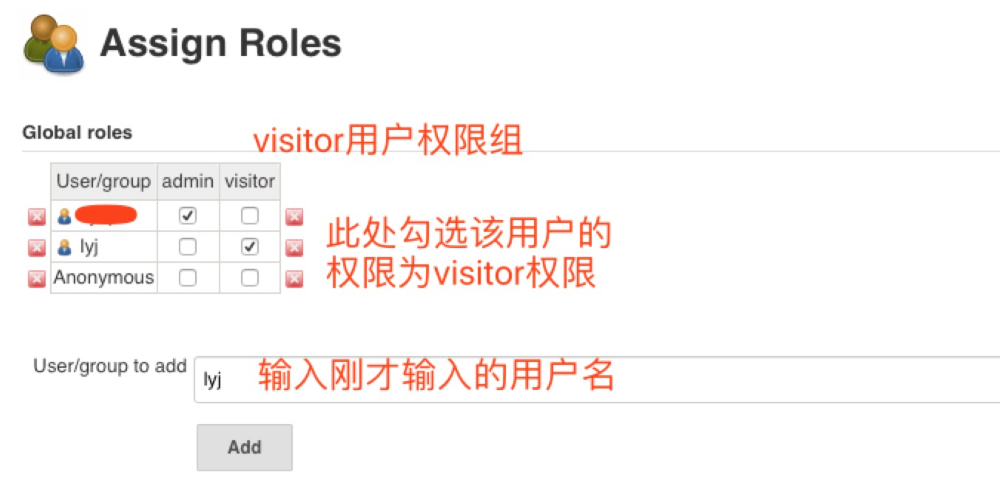 Assign Roles
Global roles
visitor用户权限组
User/group admin visitor
lyj
Anonymous
此处勾选该用户的
权限为visitor权限
User/group to add
lyj 输入刚才输入的用户名
Add